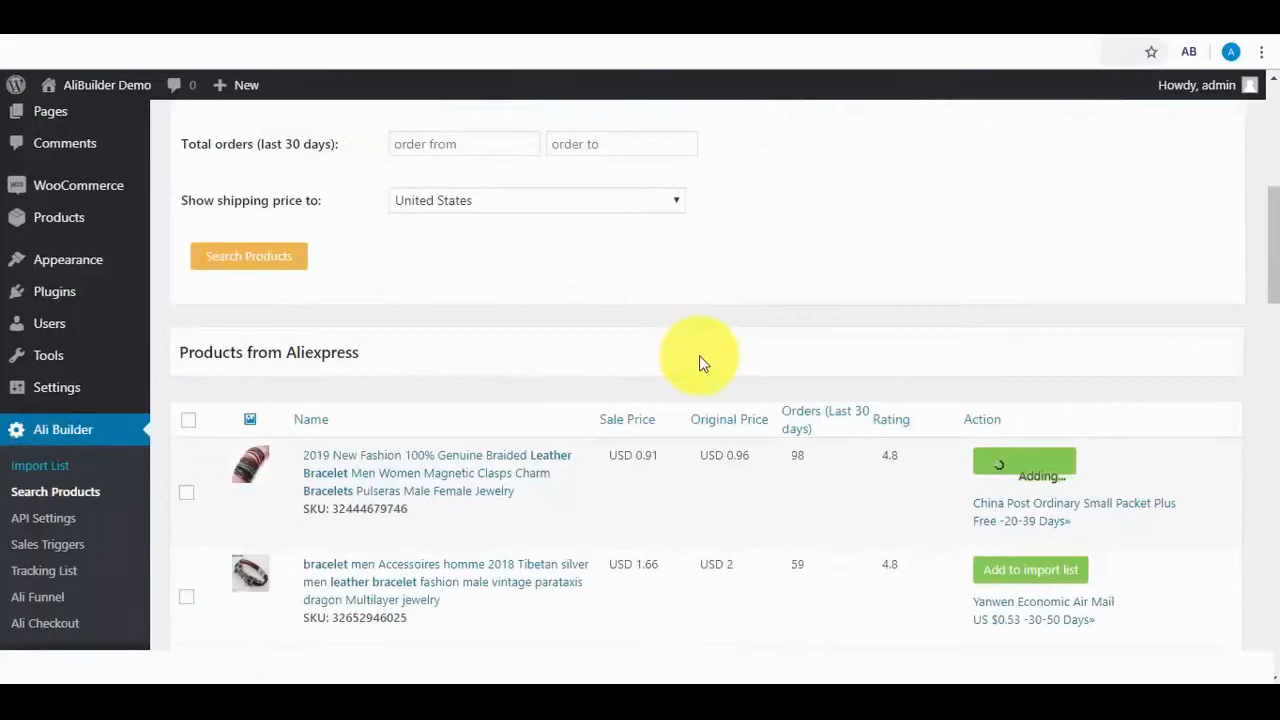 AB
A
AliBuilder Demo
0
New
Howdy, admin
Pages
Comments
WOO
WooCommerce
Products
Appearance
Plugins
Users
Tools
Settings
Ali Builder
Import List
Search Products
API Settings
Sales Triggers
Tracking List
Ali Funnel
Ali Checkout
Total orders (last 30 days):
order from
order to
Show shipping price to:
United States
Search Products
Products from Aliexpress
Name
Sale Price
Original Price
Orders (Last 30
days)
Rating
Action
2019 New Fashion 100% Genuine Braided Leather
Bracelet Men Women Magnetic Clasps Charm
Bracelets Pulseras Male Female Jewelry
SKU: 32444679746
USD 0.91
USD 0.96
98
4.8
Adding...
China Post Ordinary Small Packet Plus
Free -20-39 Days»
bracelet men Accessoires homme 2018 Tibetan silver
men leather bracelet fashion male vintage parataxis
dragon Multilayer jewelry
SKU: 32652946025
USD 1.66
USD 2
59
4.8
Add to import list
Yanwen Economic Air Mail
US $0.53 -30-50 Days»